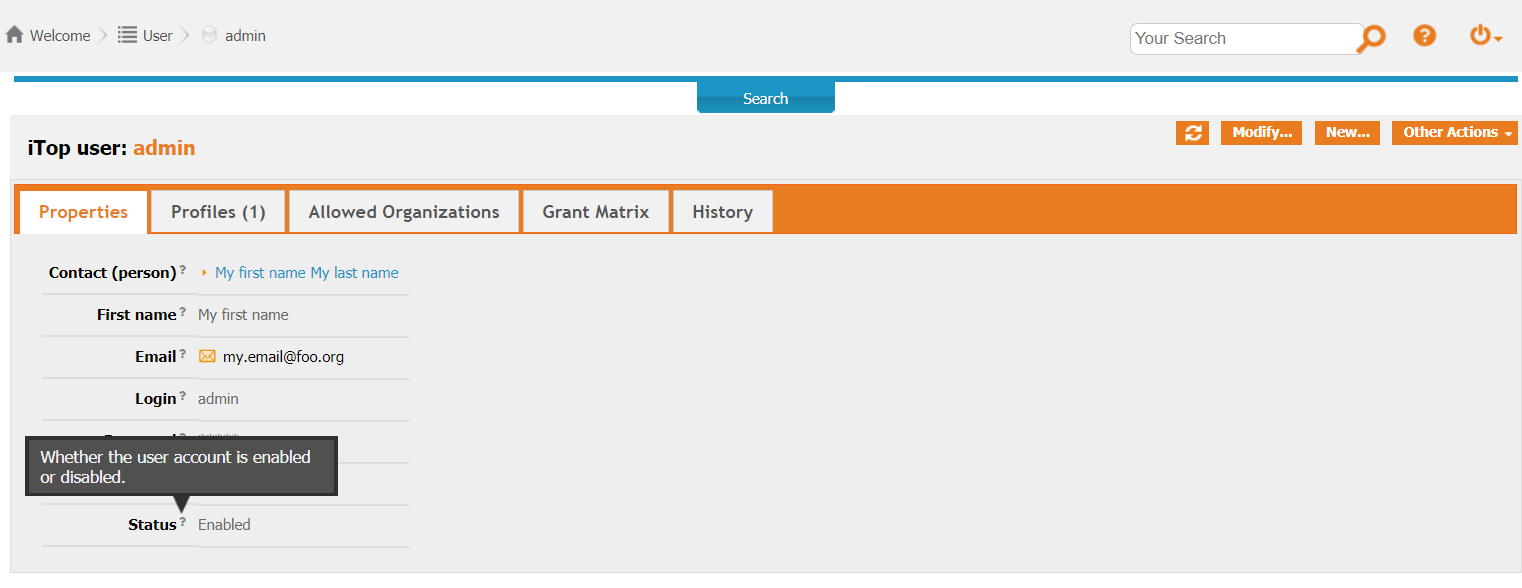 Welcome User admin
Your Search
Search
iTop user: admin
Modify... New... Other Actions
Properties Profiles (1) Allowed Organizations Grant Matrix History
Contact (person)? My first name My last name
First name? My first name
Email? my.email@foo.org
Login? admin
Whether the user account is enabled
or disabled.
Status? Enabled